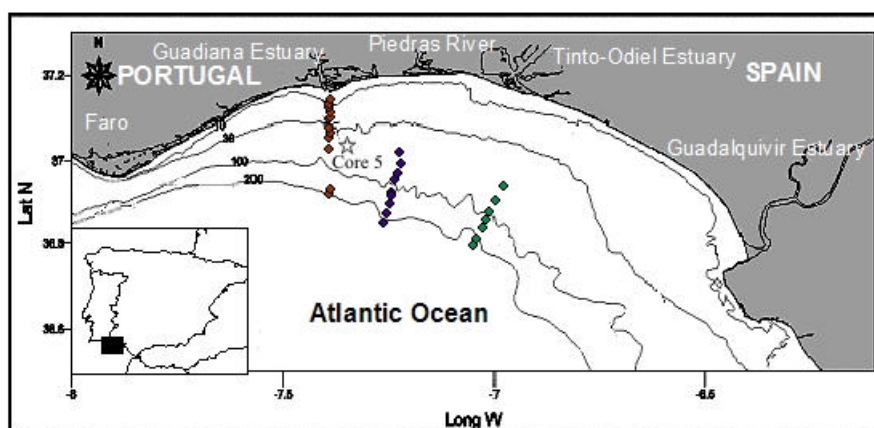 N
Guadiana Estuary
Piedras River
Tinto-Odiel Estuary
37.2
PORTUGAL
SPAIN
Faro
10
30
Core 5
Guadalquivir Estuary
37
100
200
Lat N
36.8
Atlantic Ocean
36.6
-8
-7.5
-7
-6.5
Long W